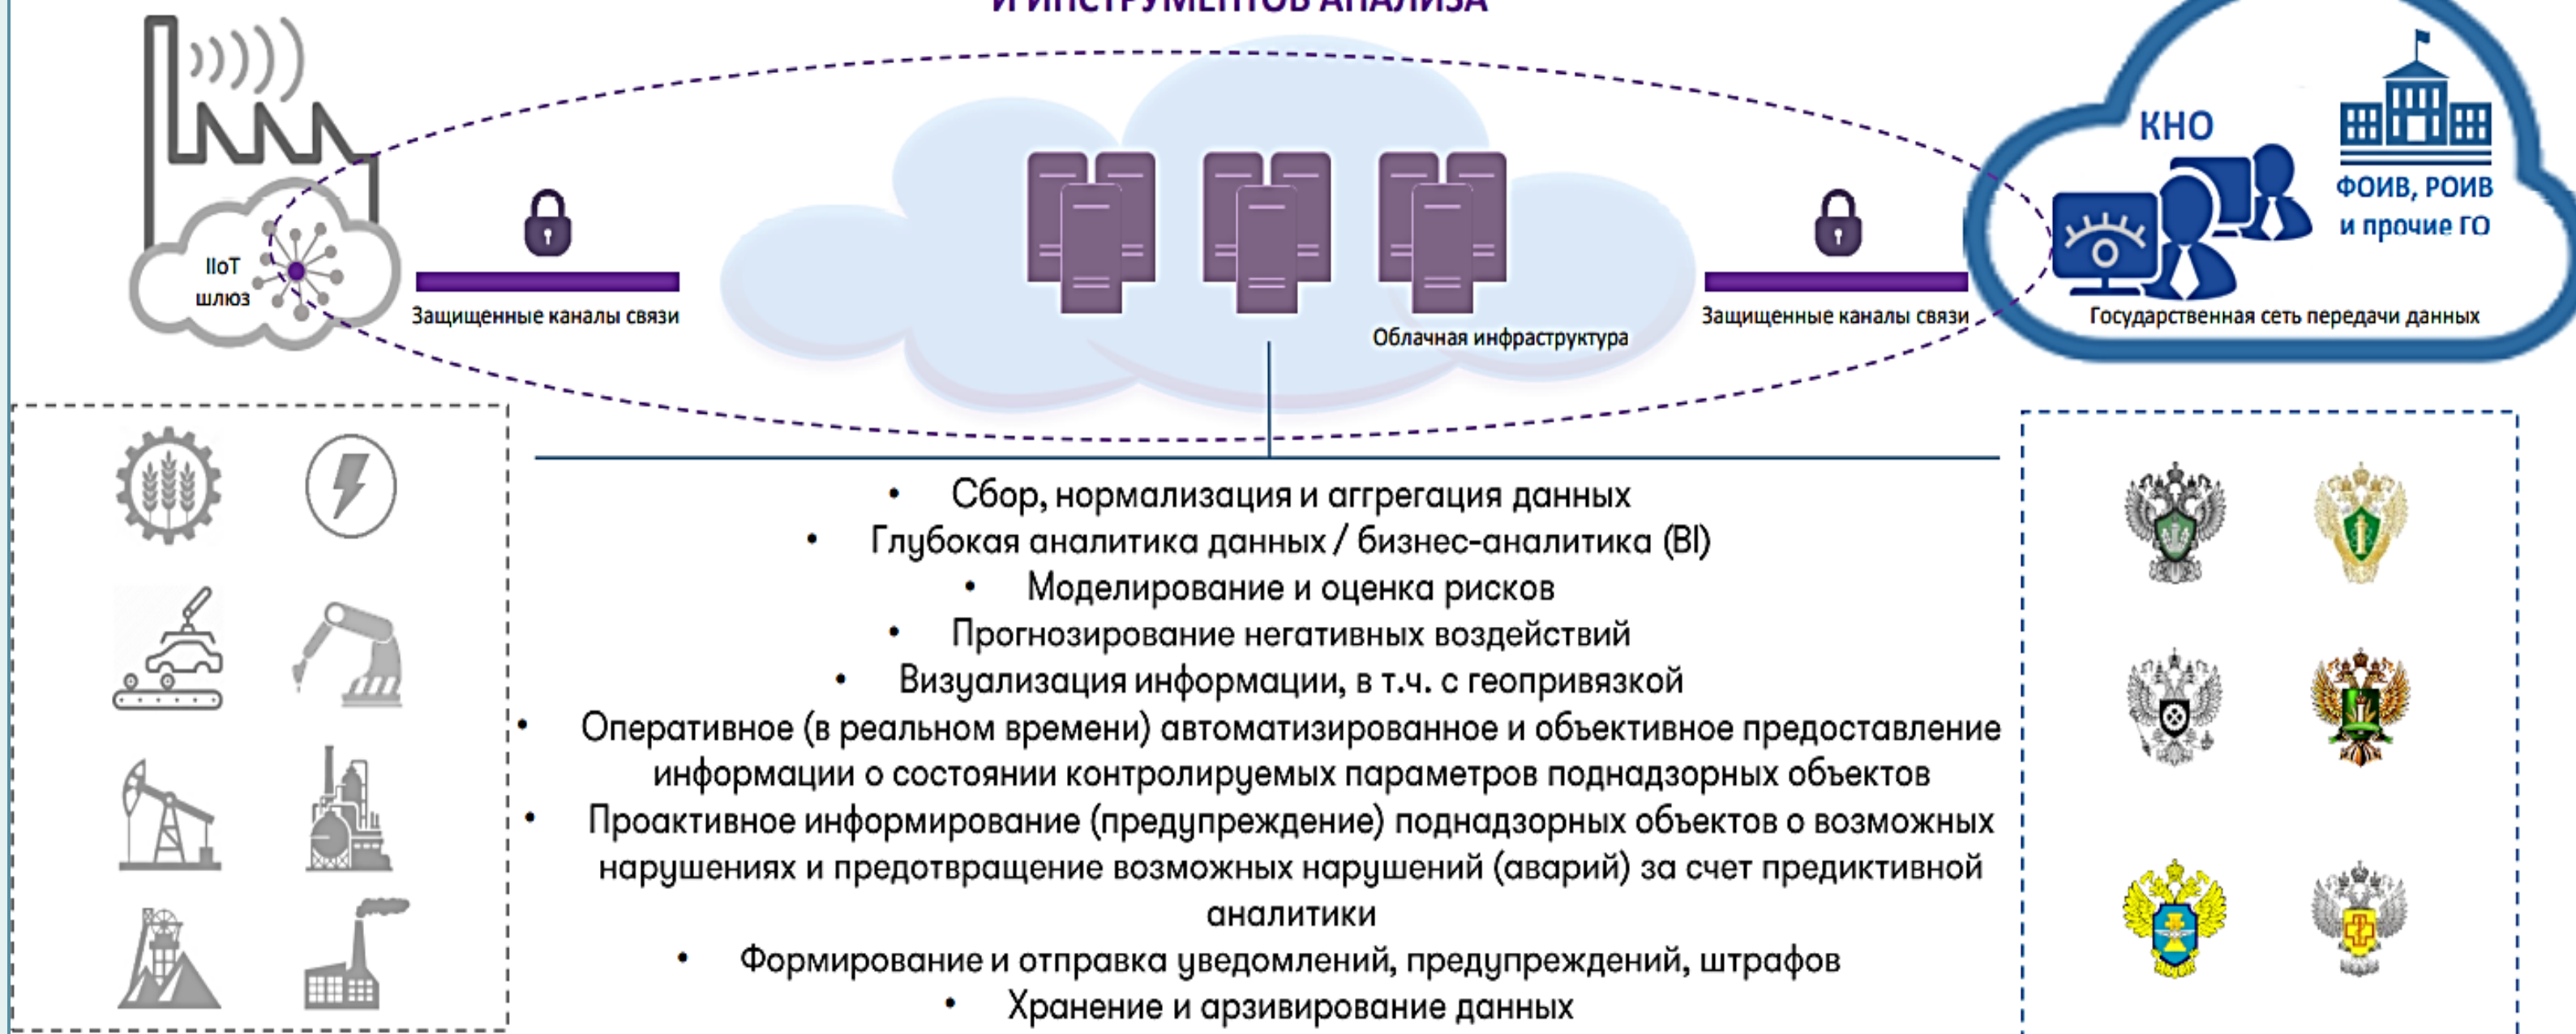 И ИНСТРУМЕНТОВ АНАЛИЗА
КНО
ФОИВ, РОИВ
и прочие ГО
IIoT
шлюз
Защищенные каналы связи
Облачная инфраструктура
Защищенные каналы связи
Государственная сеть передачи данных
• Сбор, нормализация и аггрегация данных
• Глубокая аналитика данных / бизнес-аналитика (BI)
• Моделирование и оценка рисков
• Прогнозирование негативных воздействий
• Визуализация информации, в т.ч. с геопривязкой
• Оперативное (в реальном времени) автоматизированное и объективное предоставление
информации о состоянии контролируемых параметров поднадзорных объектов
• Проактивное информирование (предупреждение) поднадзорных объектов о возможных
нарушениях и предотвращение возможных нарушений (аварий) за счет предиктивной
аналитики
• Формирование и отправка уведомлений, предупреждений, штрафов
• Хранение и арзивирование данных